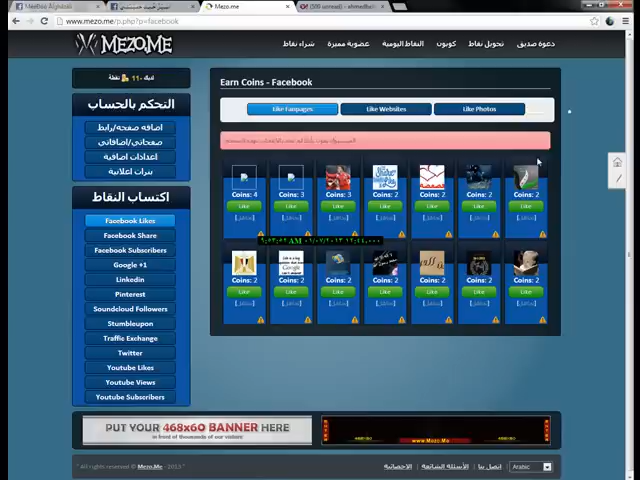 Mezo.me
www.mezo.me/p.php?p=facebook
MEZO.ME
دعوة صديق
تحويل نقاط
كوبون
النقاط اليومية
عضوية مميزة
شراء نقاط
لديك -11 نقطة
التحكم بالحساب
اضافه صفحه/رابط
صفحاتي/اضافاتي
اعدادات اضافية
بنرات اعلانية
اكتساب النقاط
Facebook Likes
Facebook Share
Facebook Subscribers
Google +1
Linkedin
Pinterest
Soundcloud Followers
Stumbleupon
Traffic Exchange
Twitter
Youtube Likes
Youtube Views
Youtube Subscribers
Earn Coins - Facebook
Like Fanpages
Like Websites
Like Photos
Coins: 4
Coins: 3
Coins: 3
Coins: 2
Coins: 2
Coins: 2
Coins: 2
Like
Like
Like
Like
Like
Like
Like
Coins: 2
Coins: 2
Coins: 2
Coins: 2
Coins: 2
Coins: 2
Coins: 2
Like
Like
Like
Like
Like
Like
Like
PUT YOUR 468x60 BANNER HERE
in front of thousands of our visitors
www.Mezo.Me
All rights reserved © Mezo.Me - 2013
الاحصائية
الأسئلة الشائعة
اتصل بنا
Arabic